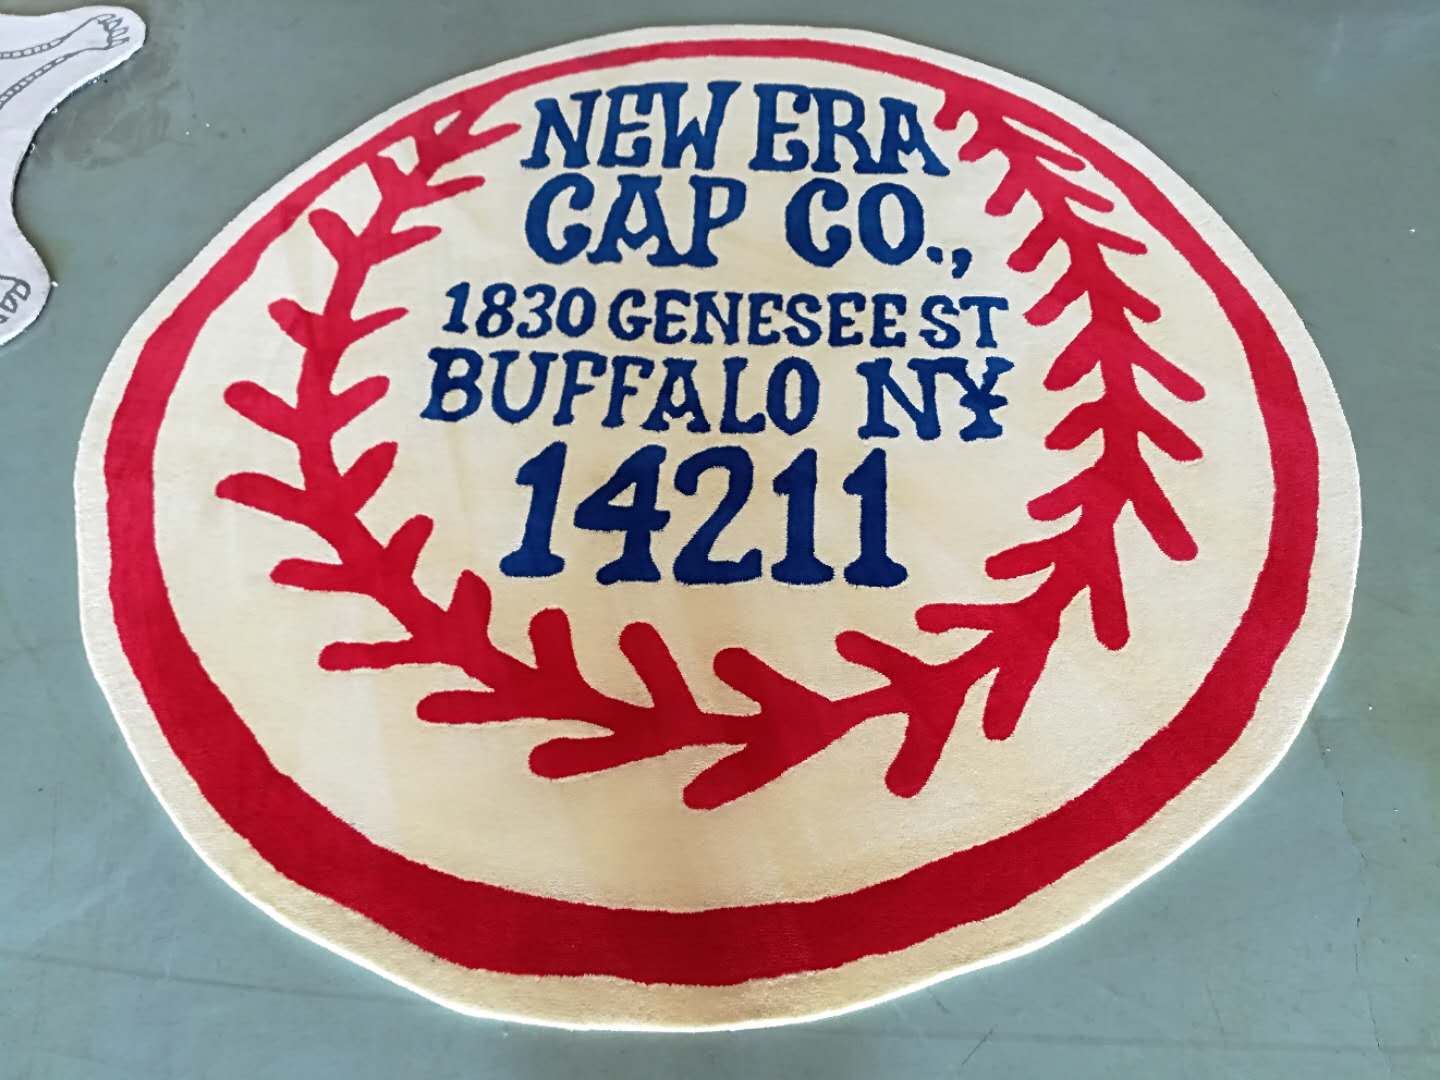 NEW ERA
CAP CO.,
1830 GENESEE ST
BUFFALO NY
14211